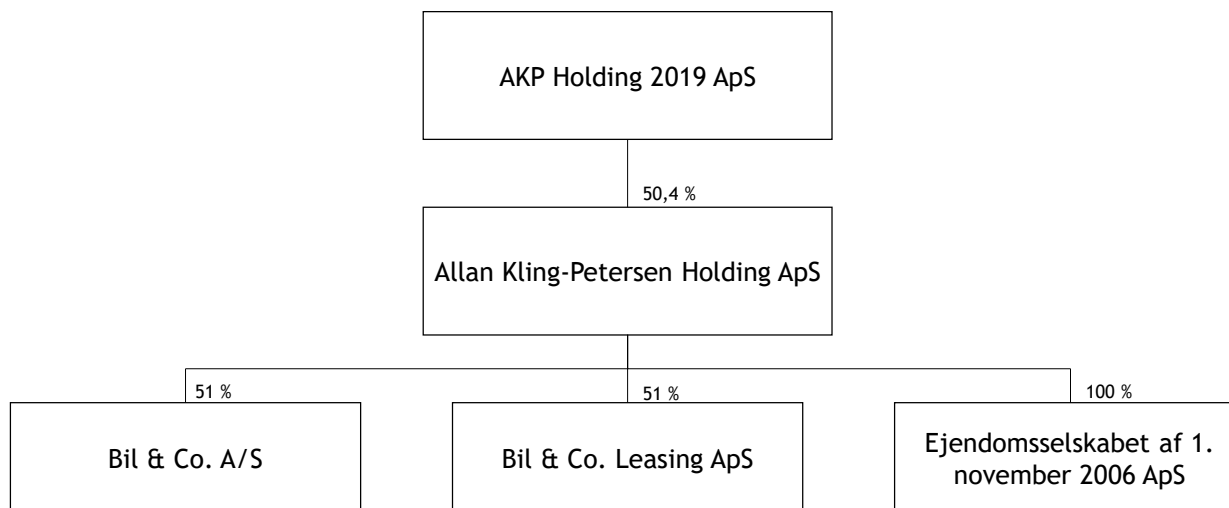 AKP Holding 2019 ApS
50,4 %
Allan Kling-Petersen Holding ApS
51 %
51 %
100 %
Bil & Co. A/S
Bil & Co. Leasing ApS
Ejendomsselskabet af 1.
november 2006 ApS